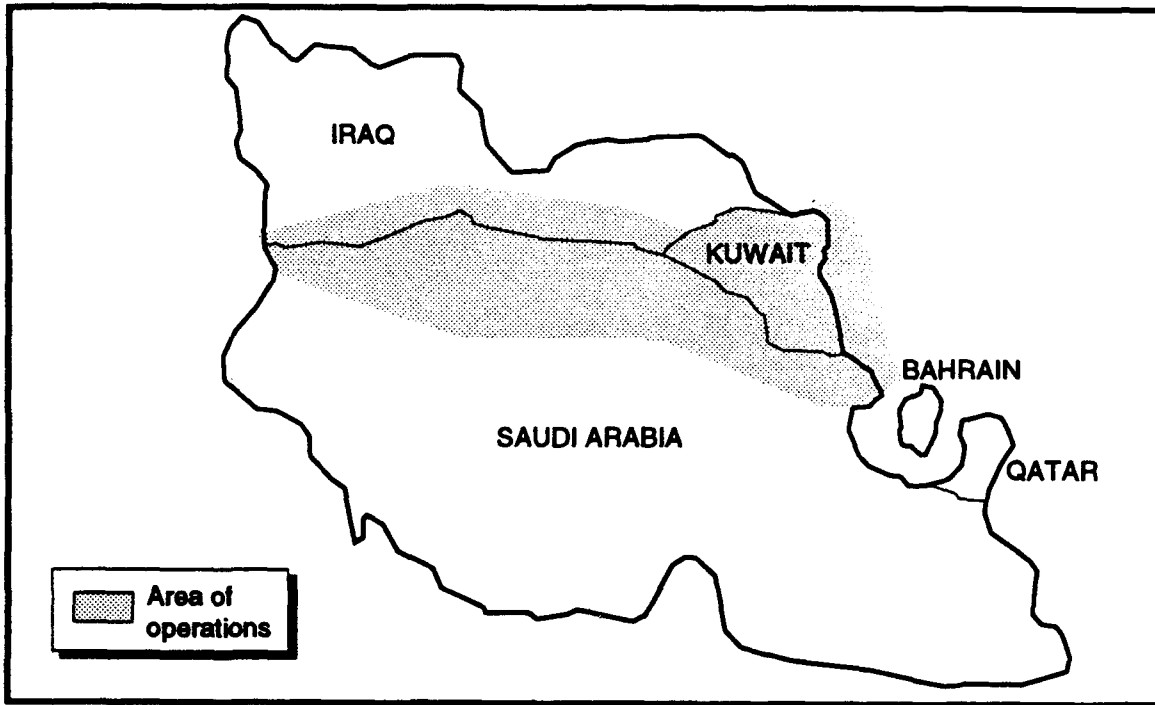 IRAQ
KUWAIT
BAHRAIN
SAUDI ARABIA
QATAR
Area of
operations